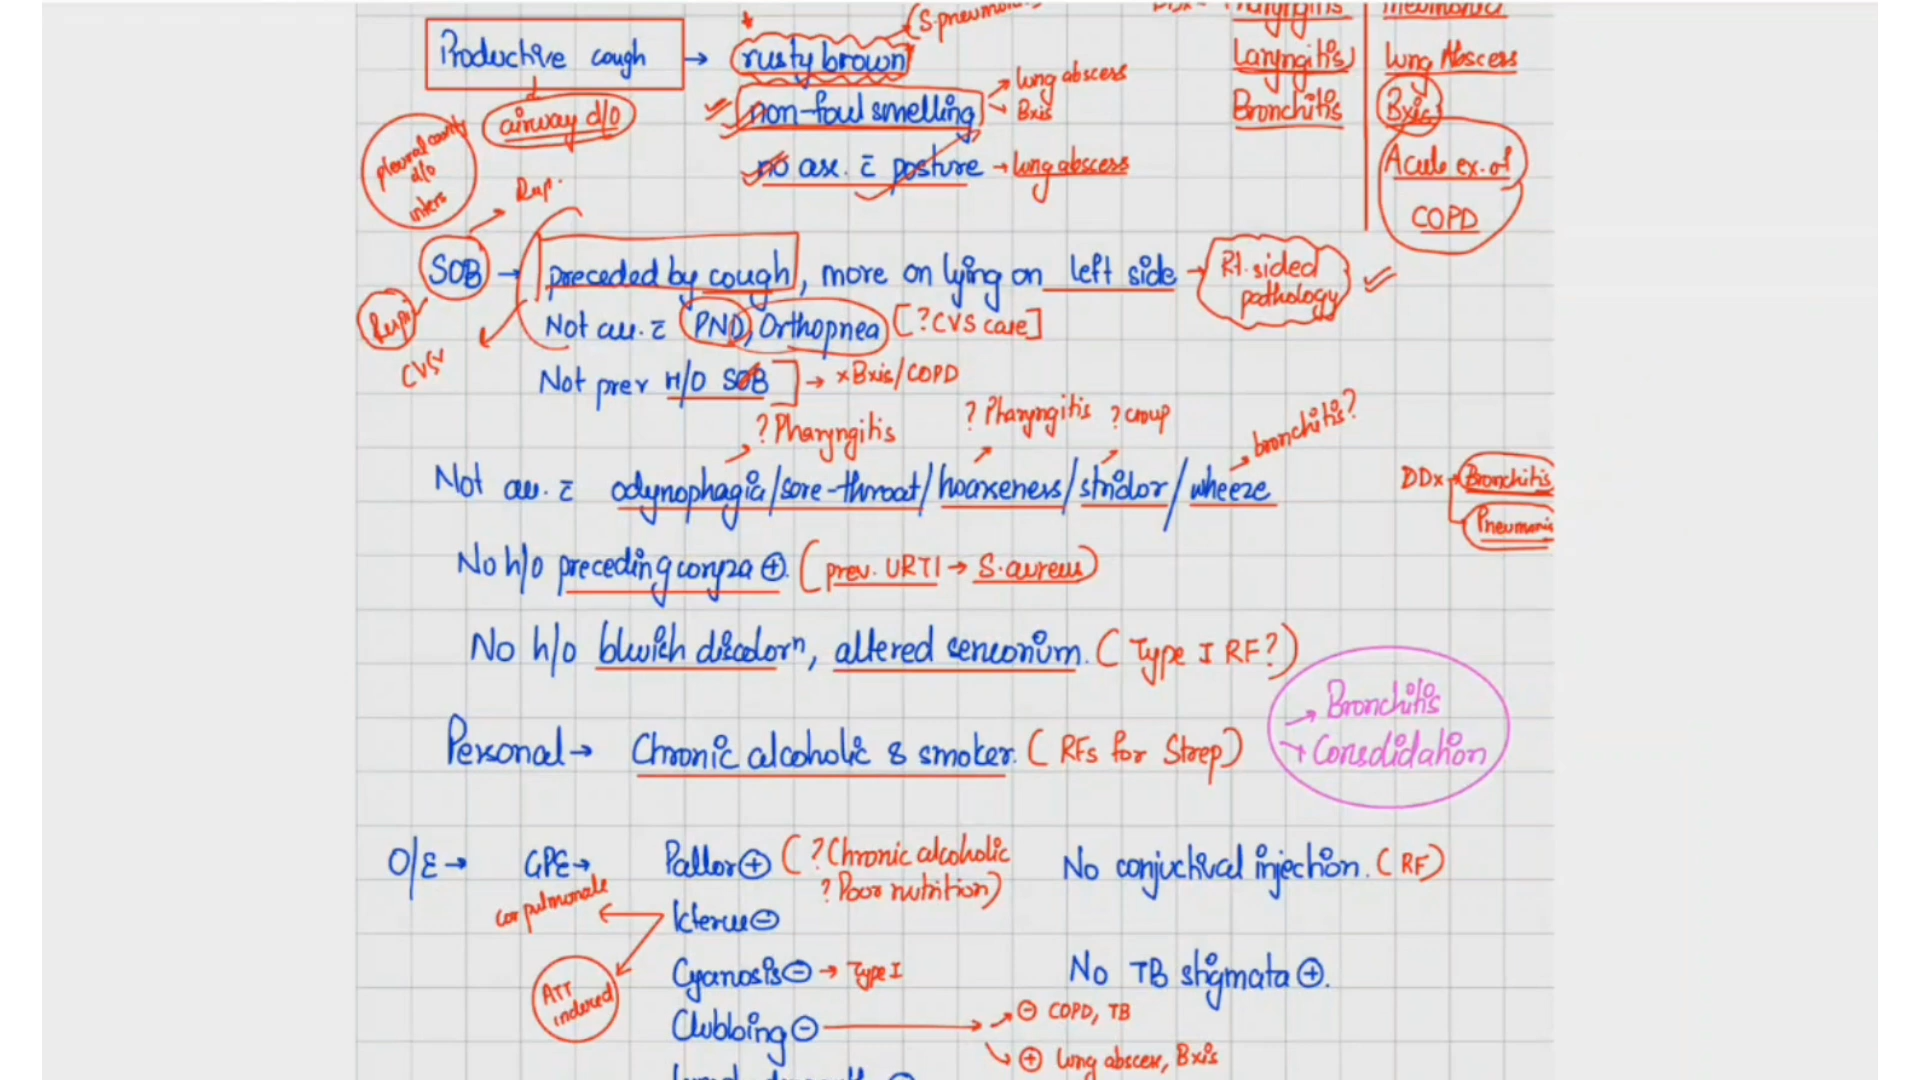 S.pneumo
Productive cough → rusty brown
airway d/o
non-foul smelling → lung abscess
→ Bxis
no ass. c̄ posture → lung abscess
pleural cavity
d/o
inters
Laryngitis
Bronchitis
Lung Abscess
Bxis
Acute ex. of
COPD
SOB → preceded by cough, more on lying on left side → Rt. sided
pathology
Resp.
CVS
Not ass. c̄ PND, Orthopnea [?CVS case]
Not prev H/O SOB ] → xBxis/COPD
? Pharyngitis ? Pharyngitis ? croup bronchitis?
Not ass. c̄ odynophagia/sore-throat/hoarseness/stridor/wheeze
DDx Bronchitis
Pneumonia
No h/o preceding coryza ⊕. (prev. URTI → S. aureus)
No h/o bluish discolorⁿ, altered sensorium. (Type I RF?)
→ Bronchitis
→ Consolidation
Personal → Chronic alcoholic & smoker. (RFs for Strep)
O/E → GPE → Pallor ⊕ (?Chronic alcoholic
? Poor nutrition)
No conjuctival injection. (RF)
cor pulmonale ← Icterus ⊖
ATT
induced
Cyanosis ⊖ → Type I
No TB stigmata ⊕.
Clubbing ⊖ → ⊖ COPD, TB
⊕ lung abscess, Bxis